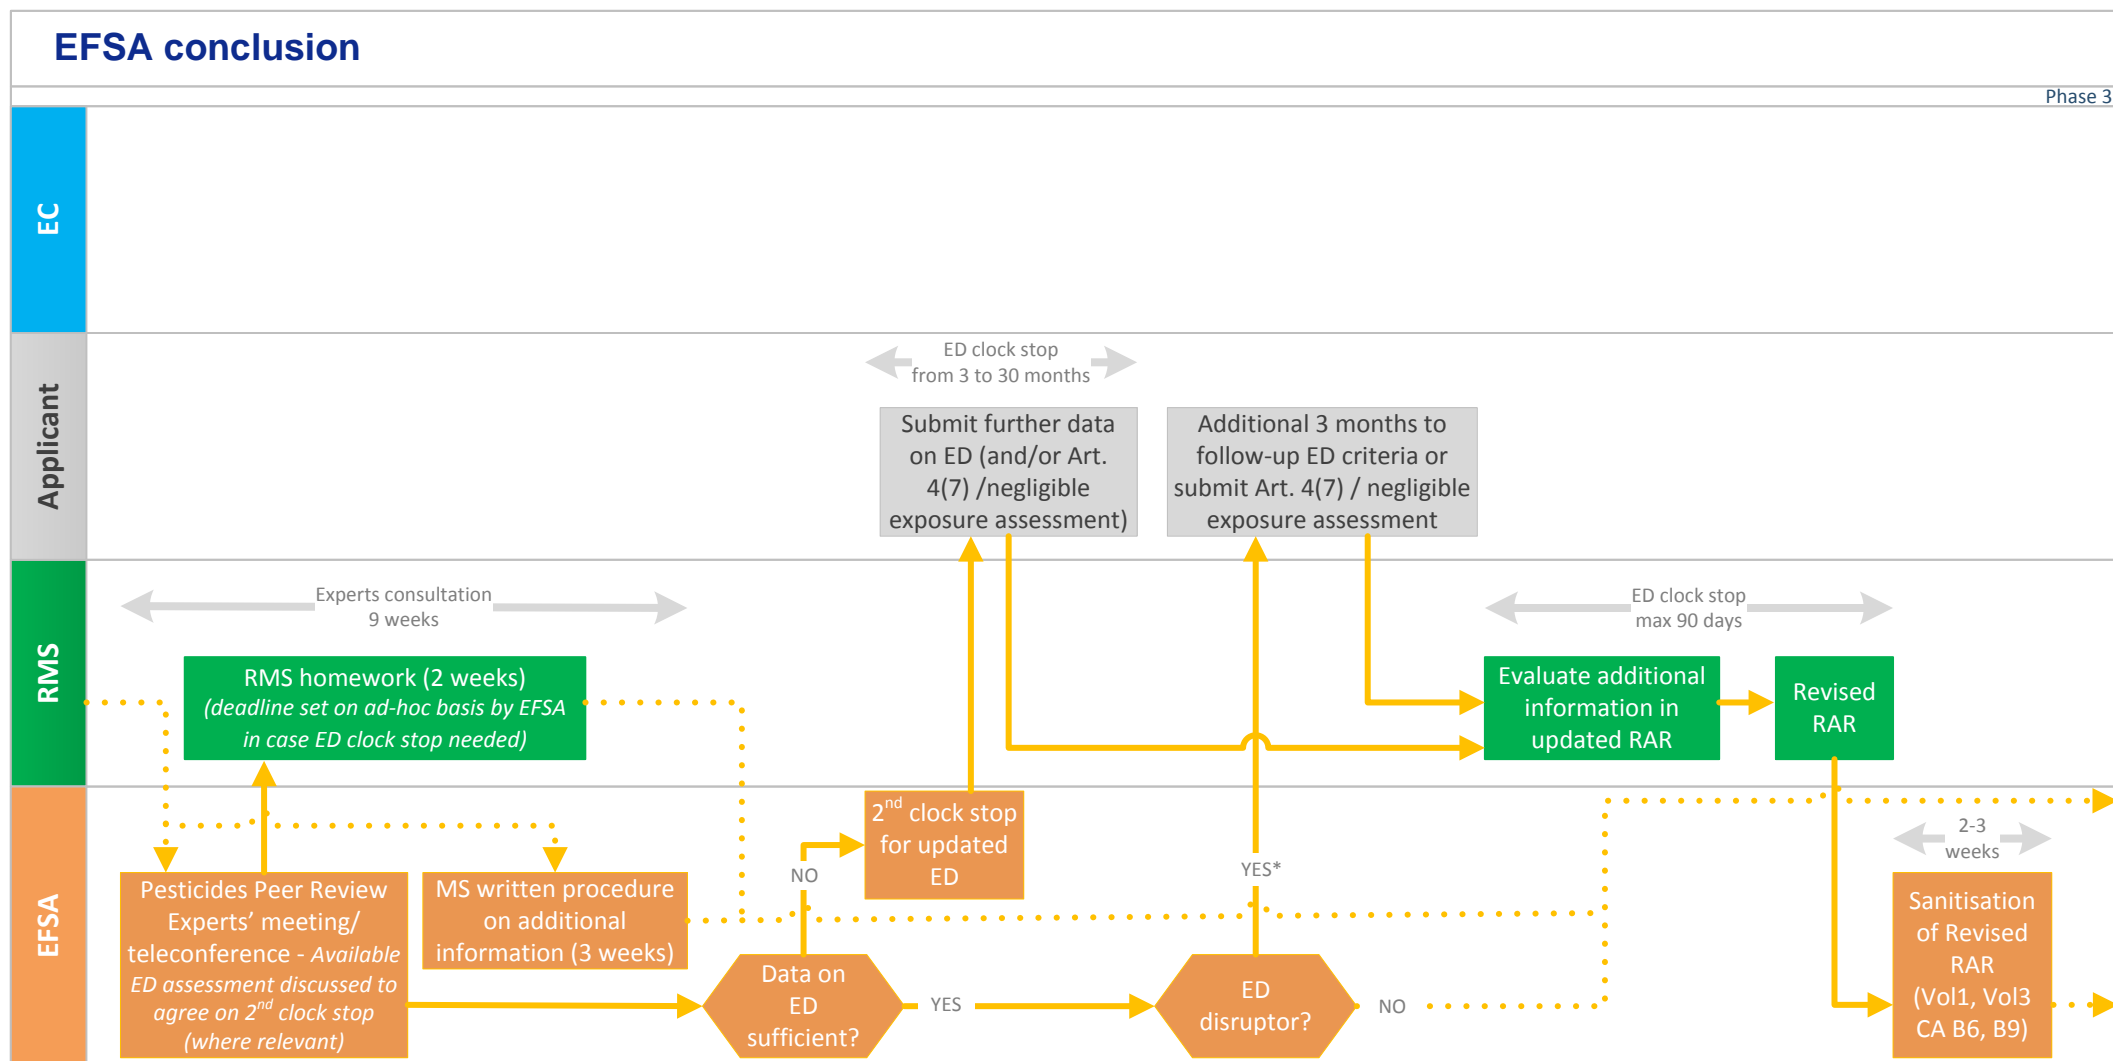 EFSA conclusion
Phase 3
EC
Applicant
ED clock stop
from 3 to 30 months
Submit further data
on ED (and/or Art.
4(7) /negligible
exposure assessment)
Additional 3 months to
follow-up ED criteria or
submit Art. 4(7) / negligible
exposure assessment
RMS
Experts consultation
9 weeks
RMS homework (2 weeks)
(deadline set on ad-hoc basis by EFSA
in case ED clock stop needed)
ED clock stop
max 90 days
Evaluate additional
information in
updated RAR
Revised
RAR
EFSA
Pesticides Peer Review
Experts’ meeting/
teleconference - Available
ED assessment discussed to
agree on 2nd clock stop
(where relevant)
MS written procedure
on additional
information (3 weeks)
Data on
ED
sufficient?
NO
2nd clock stop
for updated
ED
YES
ED
disruptor?
YES*
NO
2-3
weeks
Sanitisation
of Revised
RAR
(Vol1, Vol3
CA B6, B9)